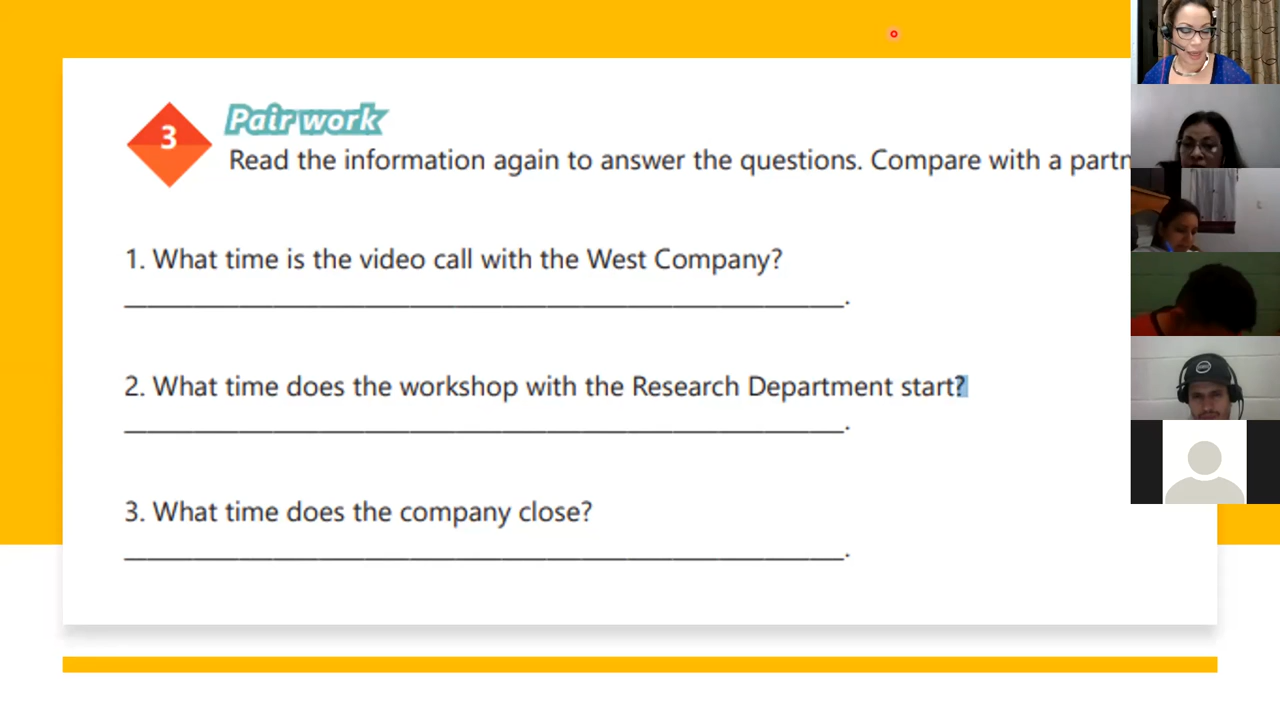 3
Pair work
Read the information again to answer the questions. Compare with a partn
1. What time is the video call with the West Company?
.
2. What time does the workshop with the Research Department start?
.
3. What time does the company close?
.